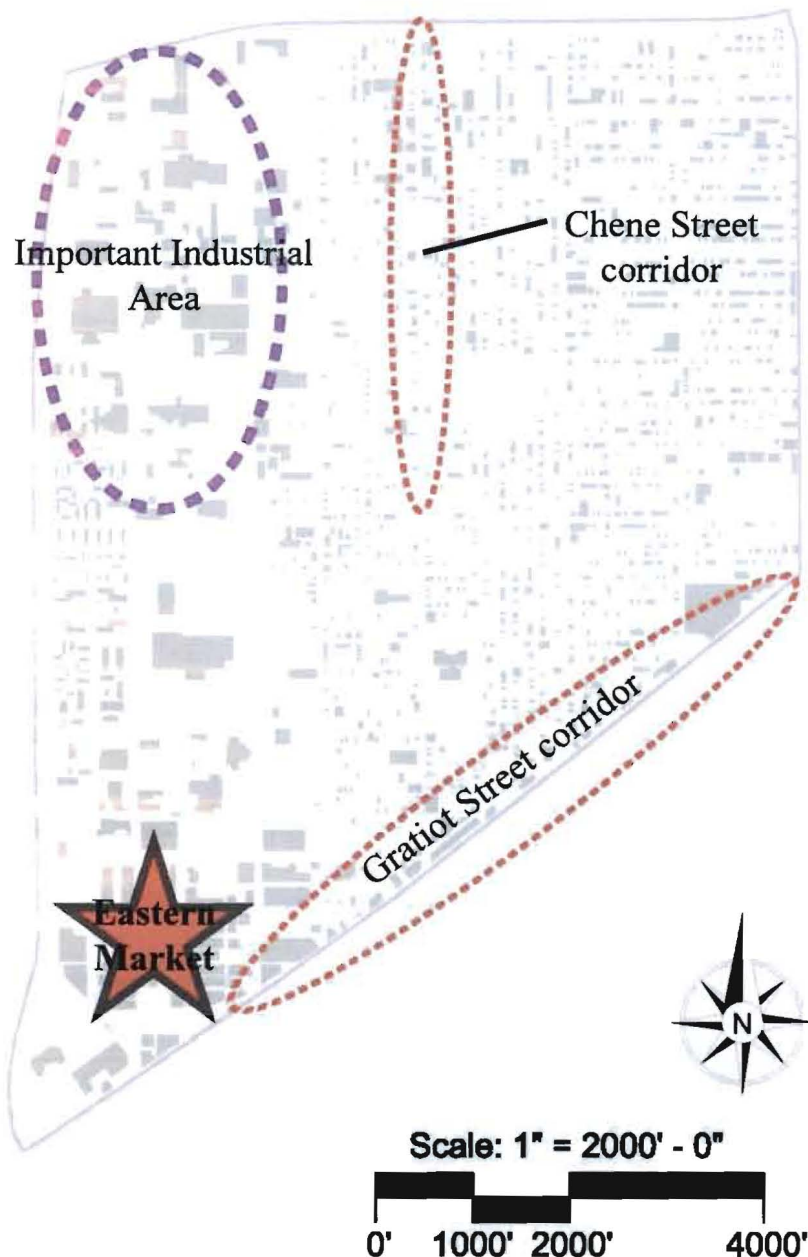 Important Industrial
Area
Chene Street
corridor
Gratiot Street corridor
Eastern
Market
N
Scale: 1" = 2000' - 0"
0' 1000' 2000' 4000'